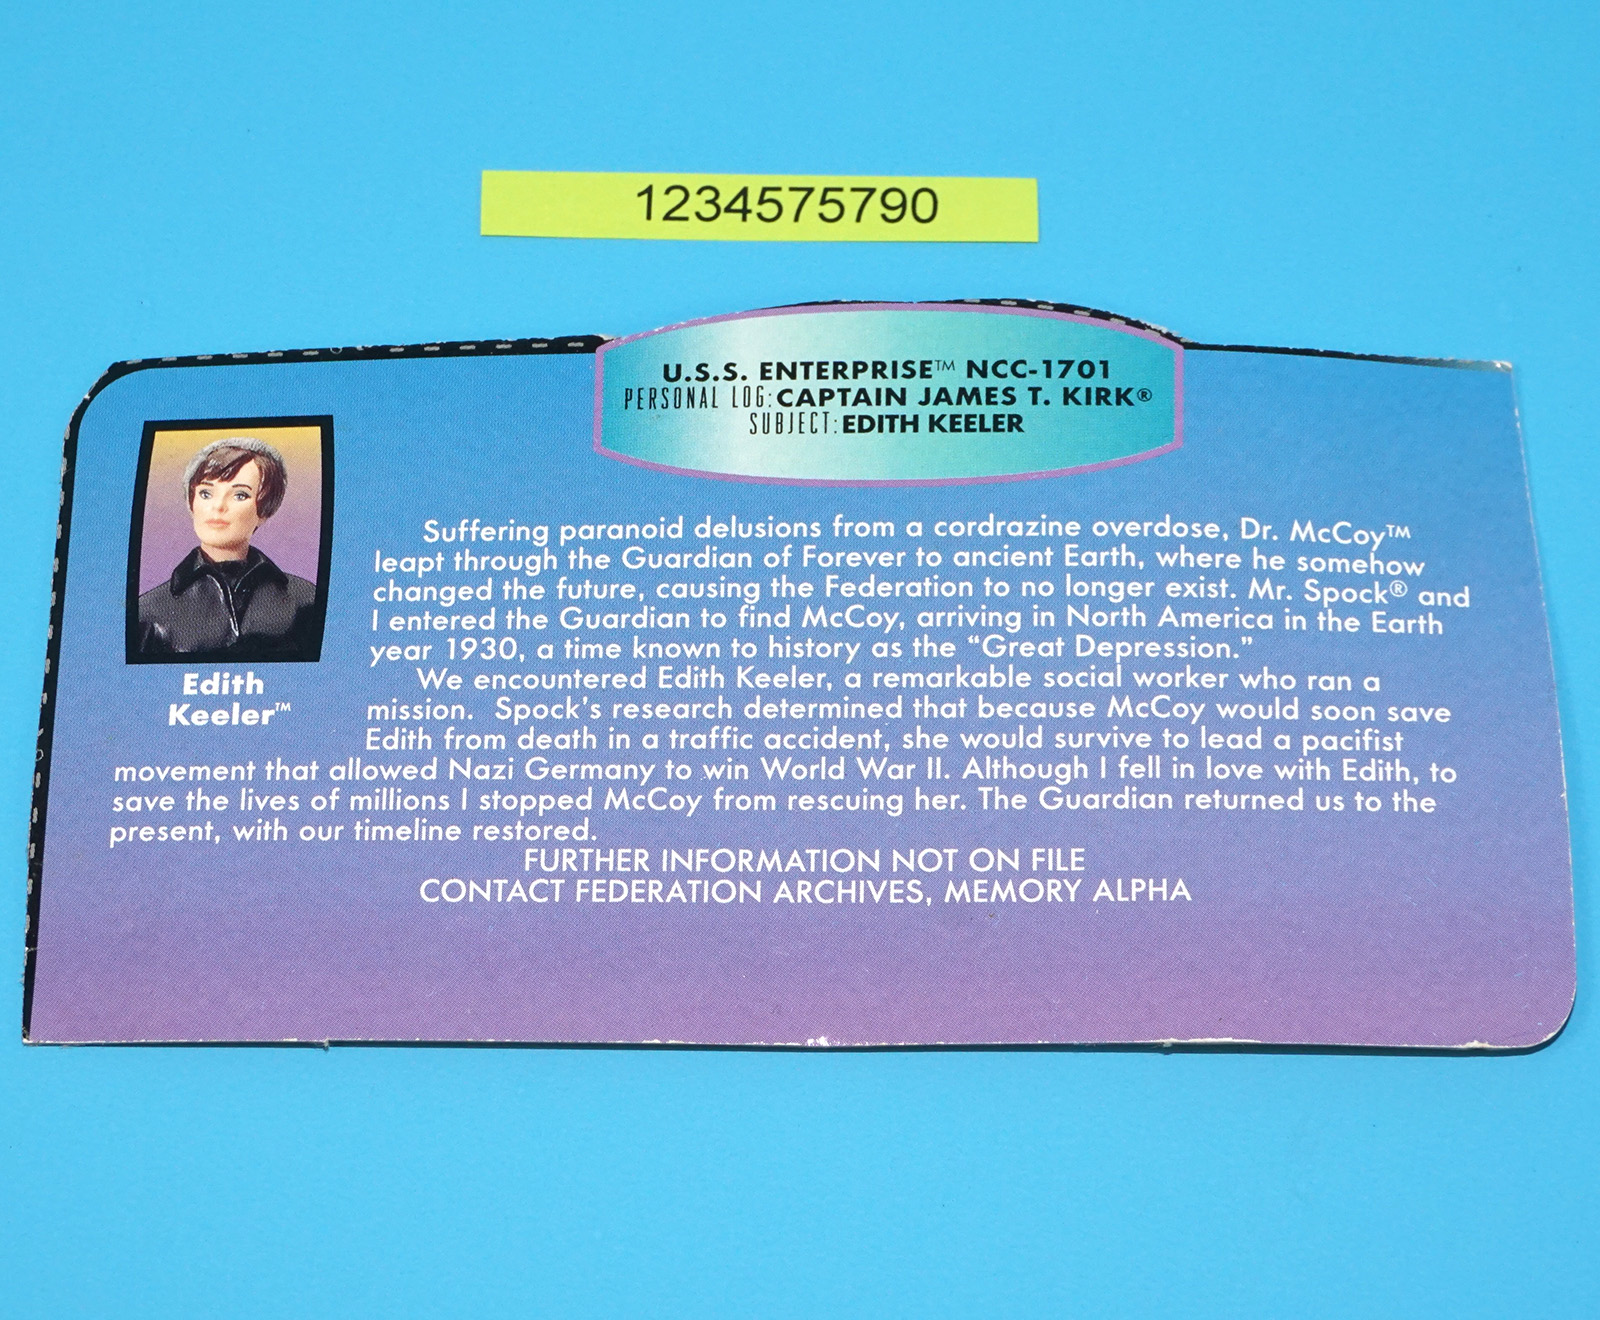 1234575790
U.S.S. ENTERPRISE™ NCC-1701
PERSONAL LOG: CAPTAIN JAMES T. KIRK®
SUBJECT: EDITH KEELER
Edith
Keeler™
Suffering paranoid delusions from a cordrazine overdose, Dr. McCoy™
leapt through the Guardian of Forever to ancient Earth, where he somehow
changed the future, causing the Federation to no longer exist. Mr. Spock® and
I entered the Guardian to find McCoy, arriving in North America in the Earth
year 1930, a time known to history as the “Great Depression.”
We encountered Edith Keeler, a remarkable social worker who ran a
mission. Spock’s research determined that because McCoy would soon save
Edith from death in a traffic accident, she would survive to lead a pacifist
movement that allowed Nazi Germany to win World War II. Although I fell in love with Edith, to
save the lives of millions I stopped McCoy from rescuing her. The Guardian returned us to the
present, with our timeline restored.
FURTHER INFORMATION NOT ON FILE
CONTACT FEDERATION ARCHIVES, MEMORY ALPHA